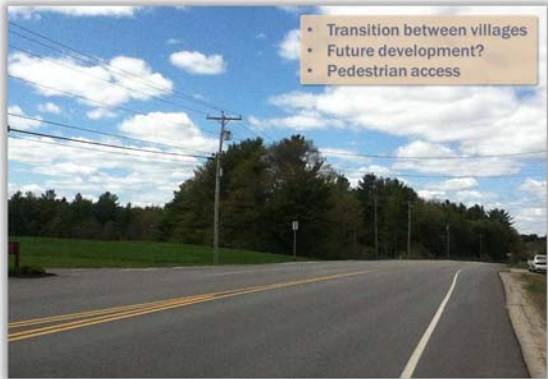 • Transition between villages
• Future development?
• Pedestrian access